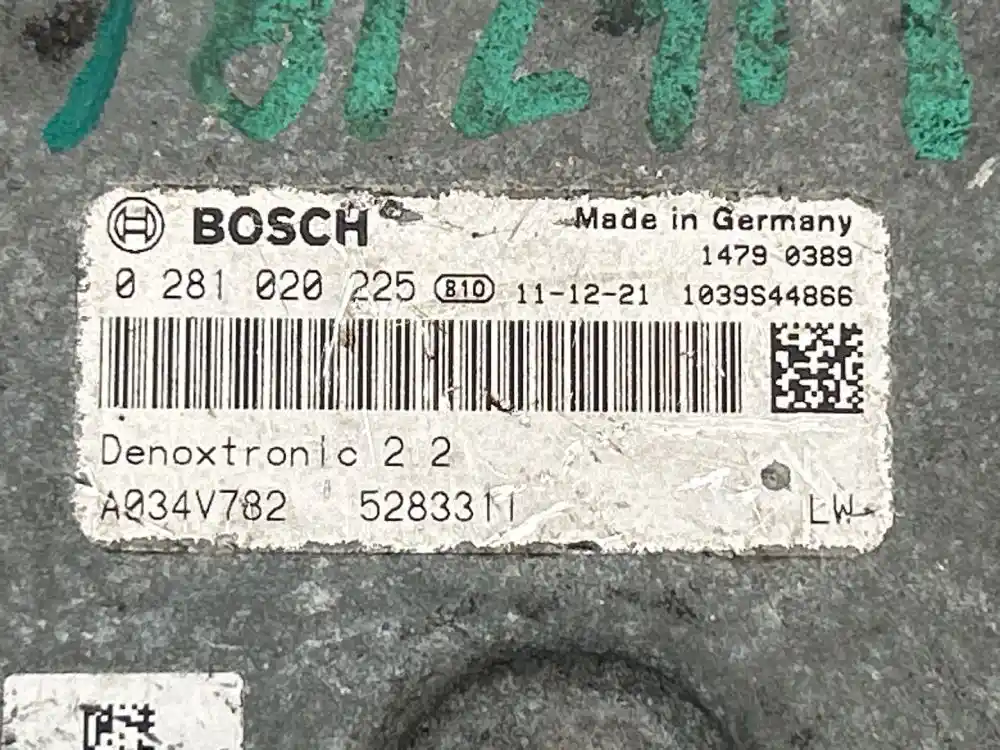 BOSCH Made in Germany
1479 0389
0 281 020 225 810 11-12-21 1039S44866
Denoxtronic 2 2
A034V782 5283311 LW